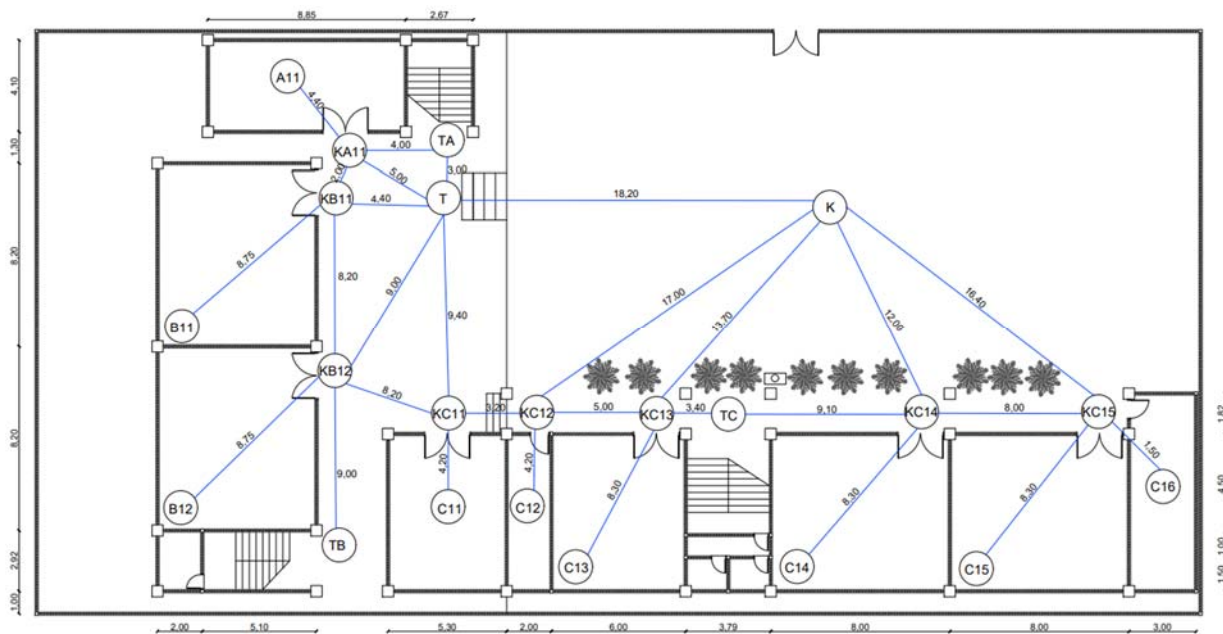 8,85
2,67
4,10
A11
4,40
1,30
KA11
4,00
TA
2,00
5,00
3,00
KB11
4,40
T
18,20
K
8,20
8,75
8,20
9,00
9,40
17,00
13,70
12,00
16,40
B11
KB12
8,20
KC11
3,20
KC12
5,00
KC13
3,40
TC
9,10
KC14
8,00
KC15
1,82
8,20
8,75
9,00
4,20
4,20
8,30
8,30
8,30
1,50
4,50
B12
C11
C12
C16
TB
C13
C14
C15
2,92
1,00
1,50
1,00
2,00
5,10
5,30
2,00
6,00
3,79
8,00
8,00
3,00